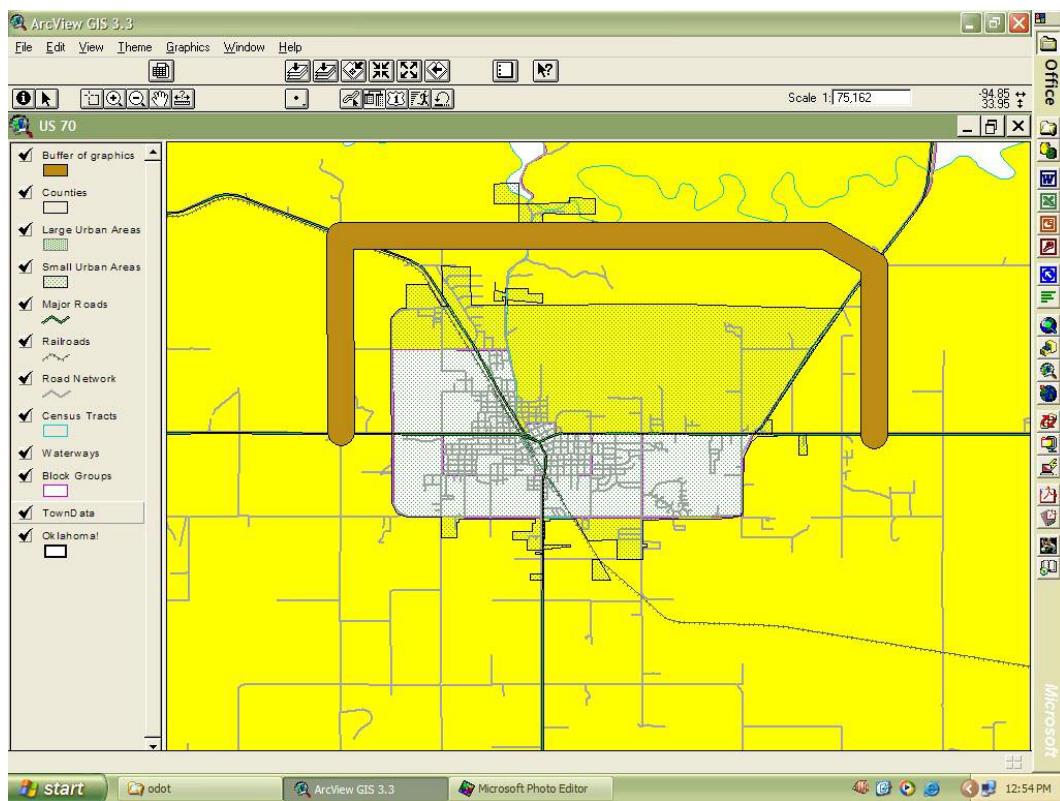 ArcView GIS 3.3
File Edit View Theme Graphics Window Help
Scale 1: 75,162
-94.85
33.95
US 70
Buffer of graphics
Counties
Large Urban Areas
Small Urban Areas
Major Roads
Railroads
Road Network
Census Tracts
Waterways
Block Groups
TownData
Oklahoma!
Office
Microsoft
start
odot
ArcView GIS 3.3
Microsoft Photo Editor
12:54 PM